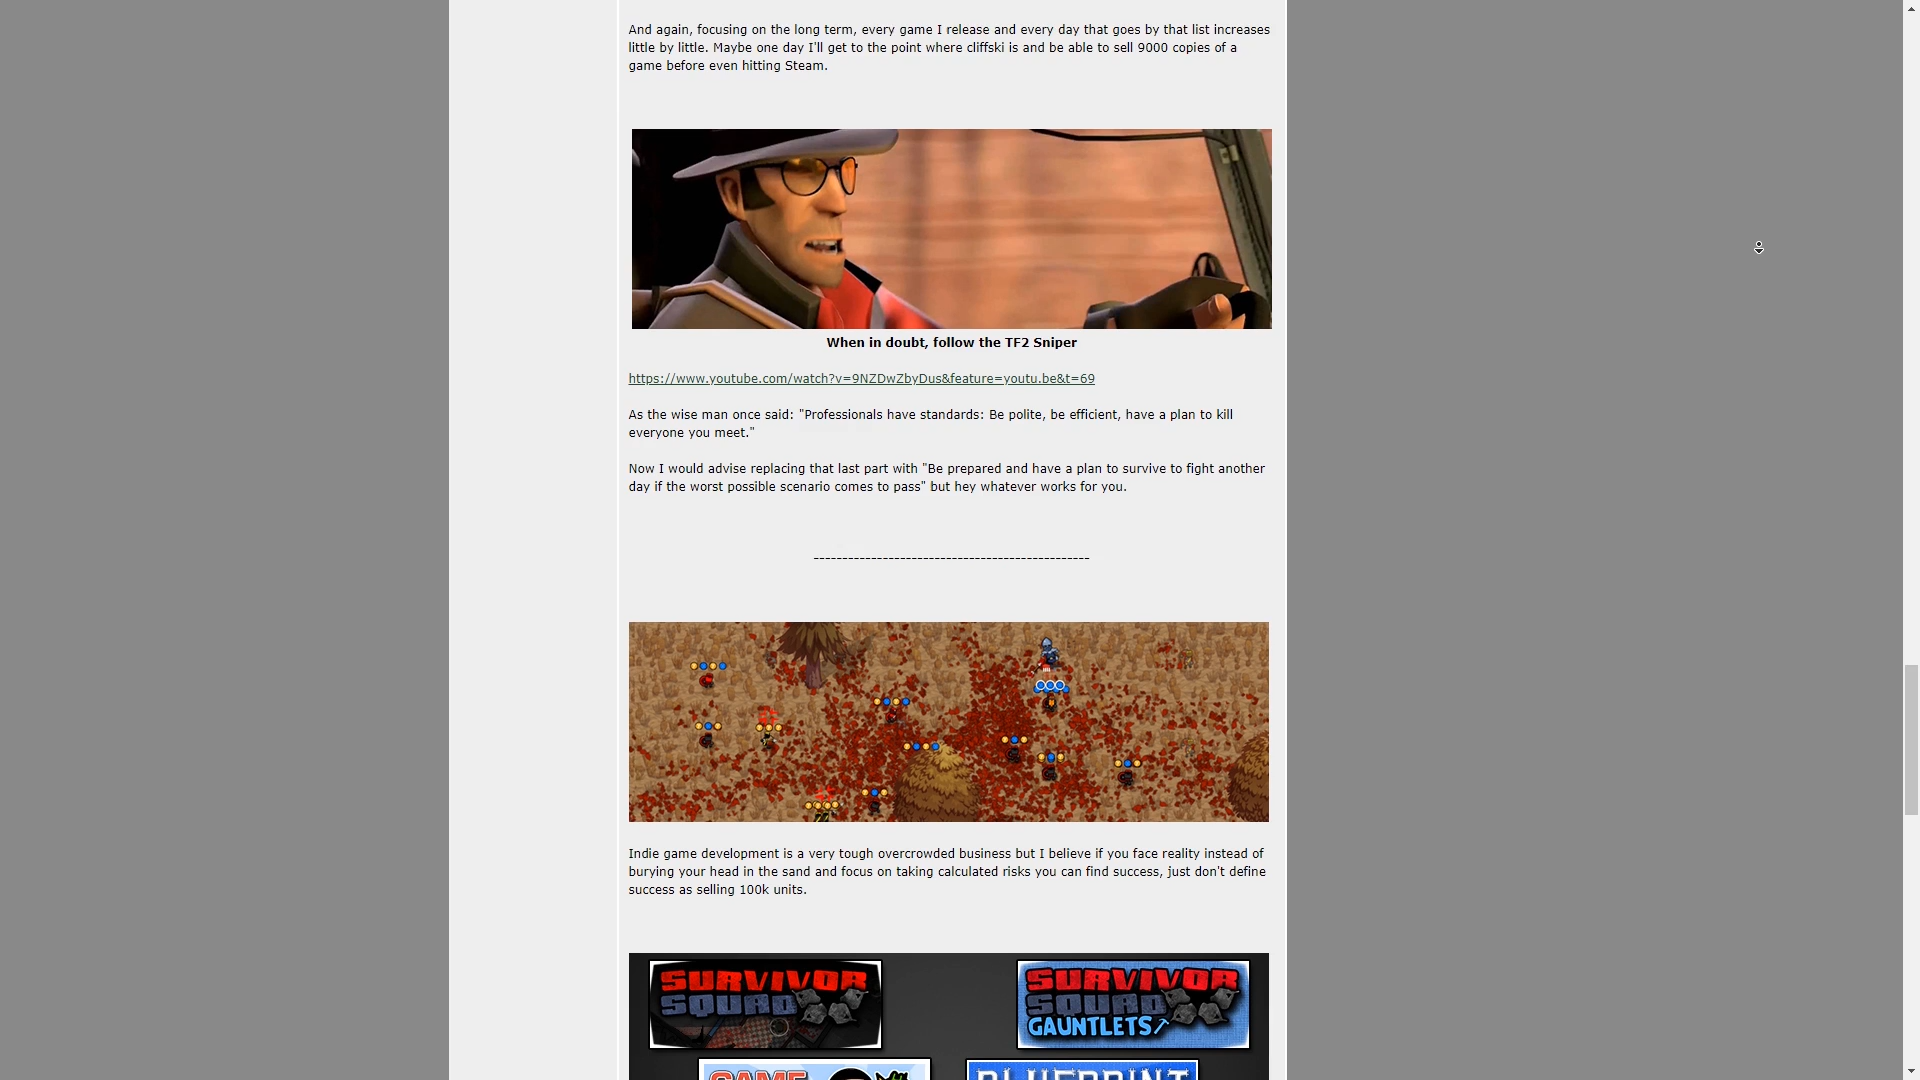 And again, focusing on the long term, every game I release and every day that goes by that list increases
little by little. Maybe one day I'll get to the point where cliffski is and be able to sell 9000 copies of a
game before even hitting Steam.
When in doubt, follow the TF2 Sniper
https://www.youtube.com/watch?v=9NZDwZbyDus&feature=youtu.be&t=69
As the wise man once said: "Professionals have standards: Be polite, be efficient, have a plan to kill
everyone you meet."
Now I would advise replacing that last part with "Be prepared and have a plan to survive to fight another
day if the worst possible scenario comes to pass" but hey whatever works for you.
------------------------------------------------
Indie game development is a very tough overcrowded business but I believe if you face reality instead of
burying your head in the sand and focus on taking calculated risks you can find success, just don't define
success as selling 100k units.
SURVIVOR
SQUAD
SURVIVOR
SQUAD
GAUNTLETS
GAME
BLUEPRINT